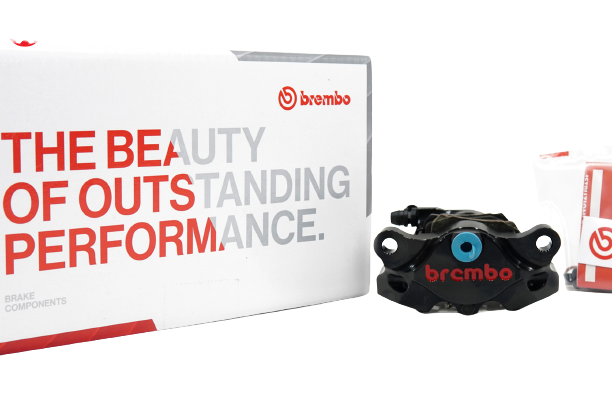 brembo
THE BEAUTY
OF OUTSTANDING
PERFORMANCE.
BRAKE
COMPONENTS
brembo